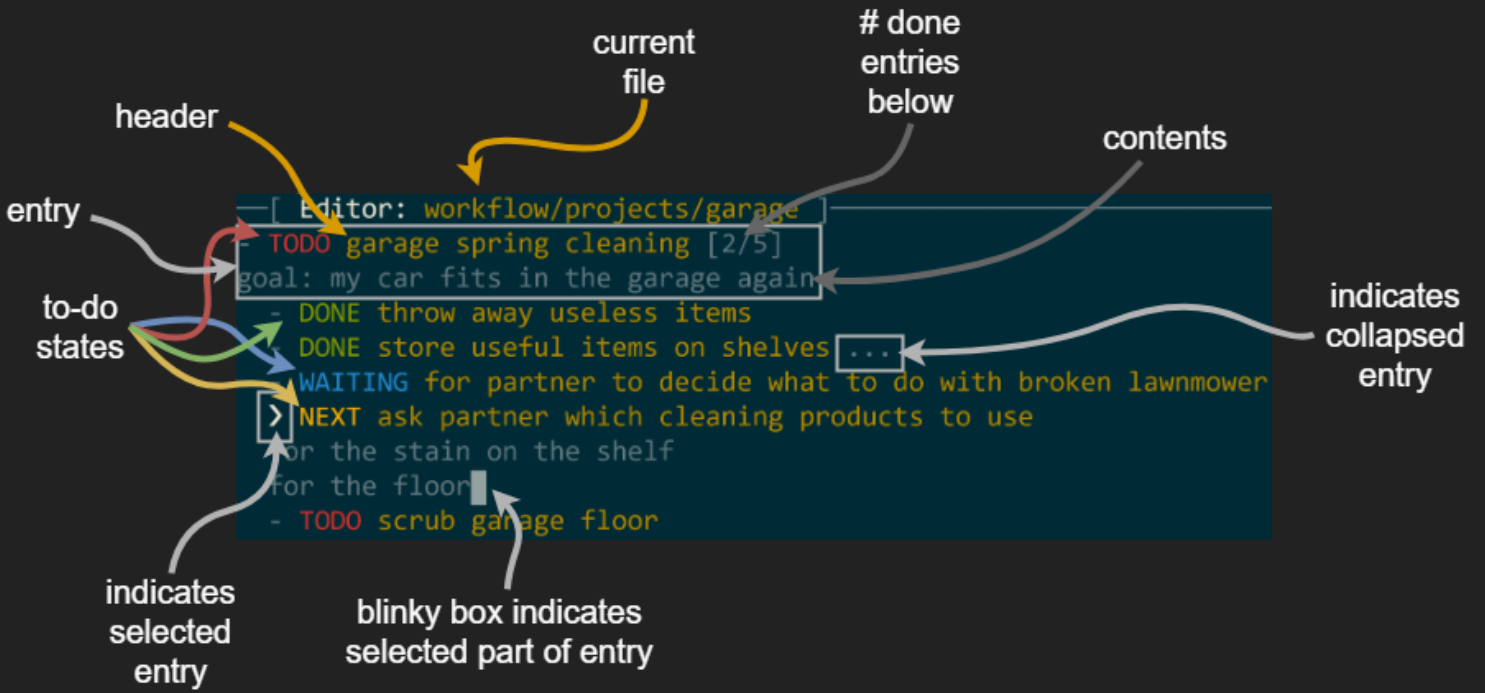 # done
entries
below
current
file
header
contents
entry
[ Editor: workflow/projects/garage ]
- TODO garage spring cleaning [2/5]
goal: my car fits in the garage again
to-do
states
indicates
collapsed
entry
- DONE throw away useless items
- DONE store useful items on shelves ...
WAITING for partner to decide what to do with broken lawnmower
❯ NEXT ask partner which cleaning products to use
for the stain on the shelf
for the floor
- TODO scrub garage floor
indicates
selected
entry
blinky box indicates
selected part of entry